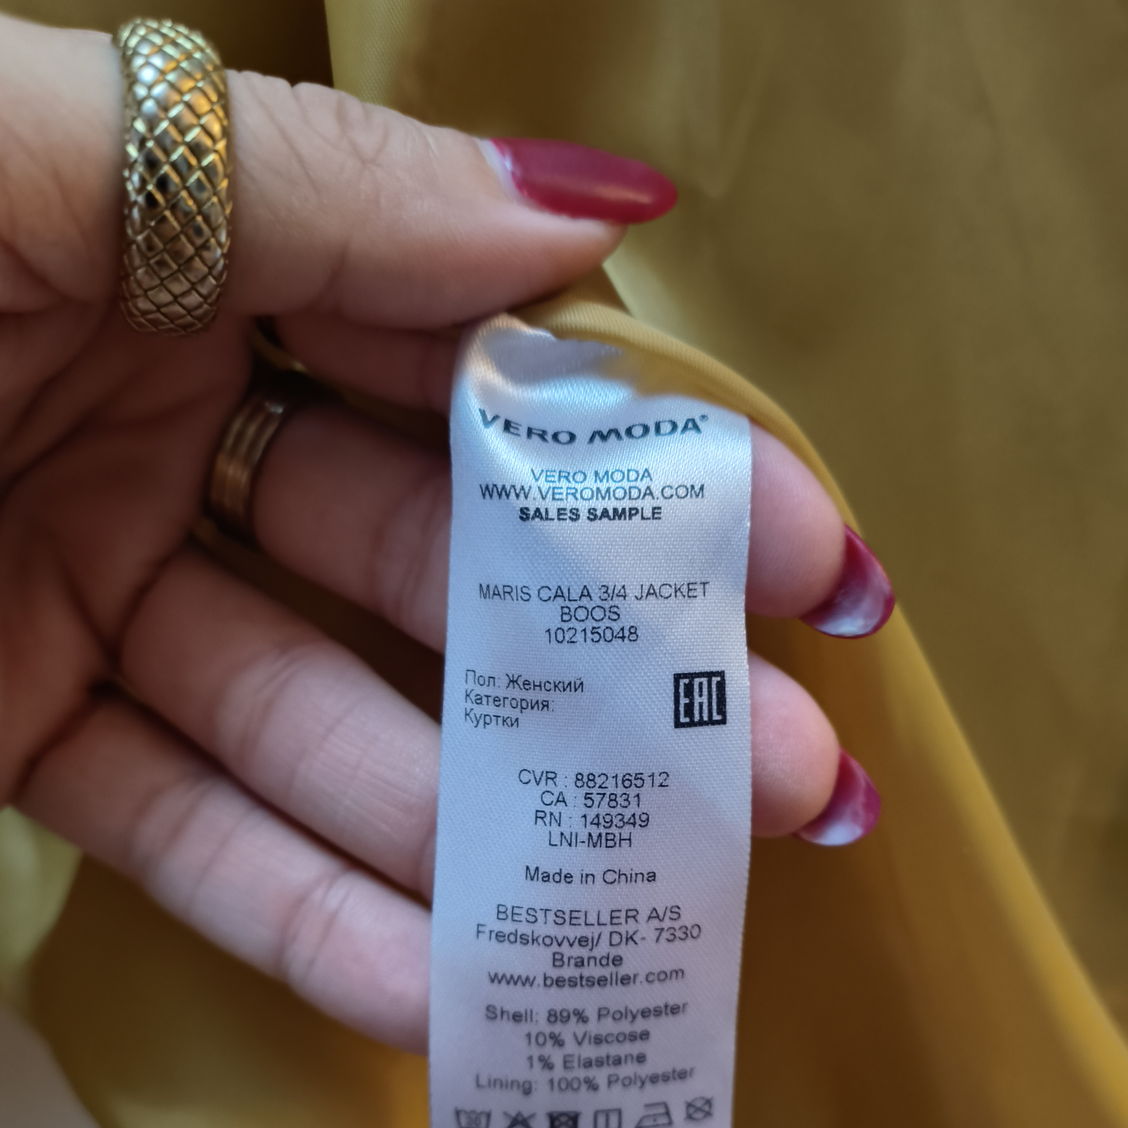 VERO MODA®
VERO MODA
WWW.VEROMODA.COM
SALES SAMPLE
MARIS CALA 3/4 JACKET
BOOS
10215048
Пол: Женский
Категория:
Куртки
EAC
CVR : 88216512
CA : 57831
RN : 149349
LNI-MBH
Made in China
BESTSELLER A/S
Fredskovvej/ DK- 7330
Brande
www.bestseller.com
Shell: 89% Polyester
10% Viscose
1% Elastane
Lining: 100% Polyester